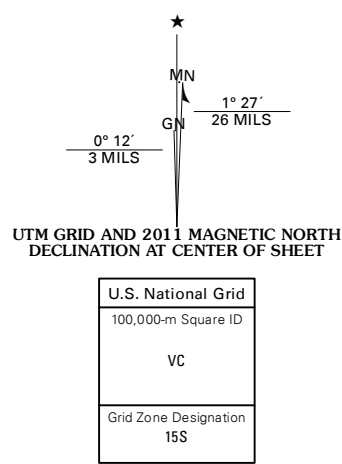 ★
MN
1° 27´
26 MILS
GN
0° 12´
3 MILS
UTM GRID AND 2011 MAGNETIC NORTH
DECLINATION AT CENTER OF SHEET
U.S. National Grid
100,000-m Square ID
VC
Grid Zone Designation
15S